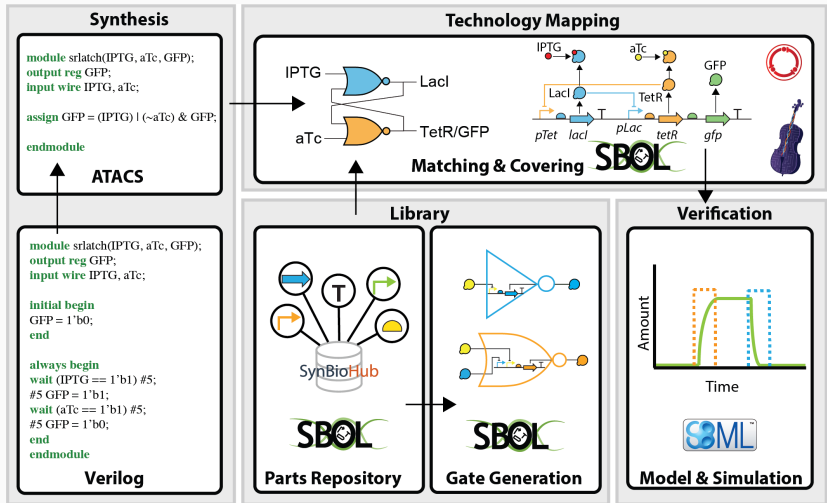 Synthesis
module srlatch(IPTG, aTc, GFP);
output reg GFP;
input wire IPTG, aTc;
assign GFP = (IPTG) | (~aTc) & GFP;
endmodule
ATACS
module srlatch(IPTG, aTc, GFP);
output reg GFP;
input wire IPTG, aTc;
initial begin
GFP = 1'b0;
end
always begin
wait (IPTG == 1'b1) #5;
#5 GFP = 1'b1;
wait (aTc == 1'b1) #5;
#5 GFP = 1'b0;
end
endmodule
Verilog
Technology Mapping
IPTG
LacI
aTc
TetR/GFP
IPTG
aTc
GFP
LacI
TetR
pTet
lacI
pLac
tetR
gfp
Matching & Covering
SBOL
Library
T
SynBioHub
SBOL
Parts Repository
SBOL
Gate Generation
Verification
Amount
Time
SBML
Model & Simulation